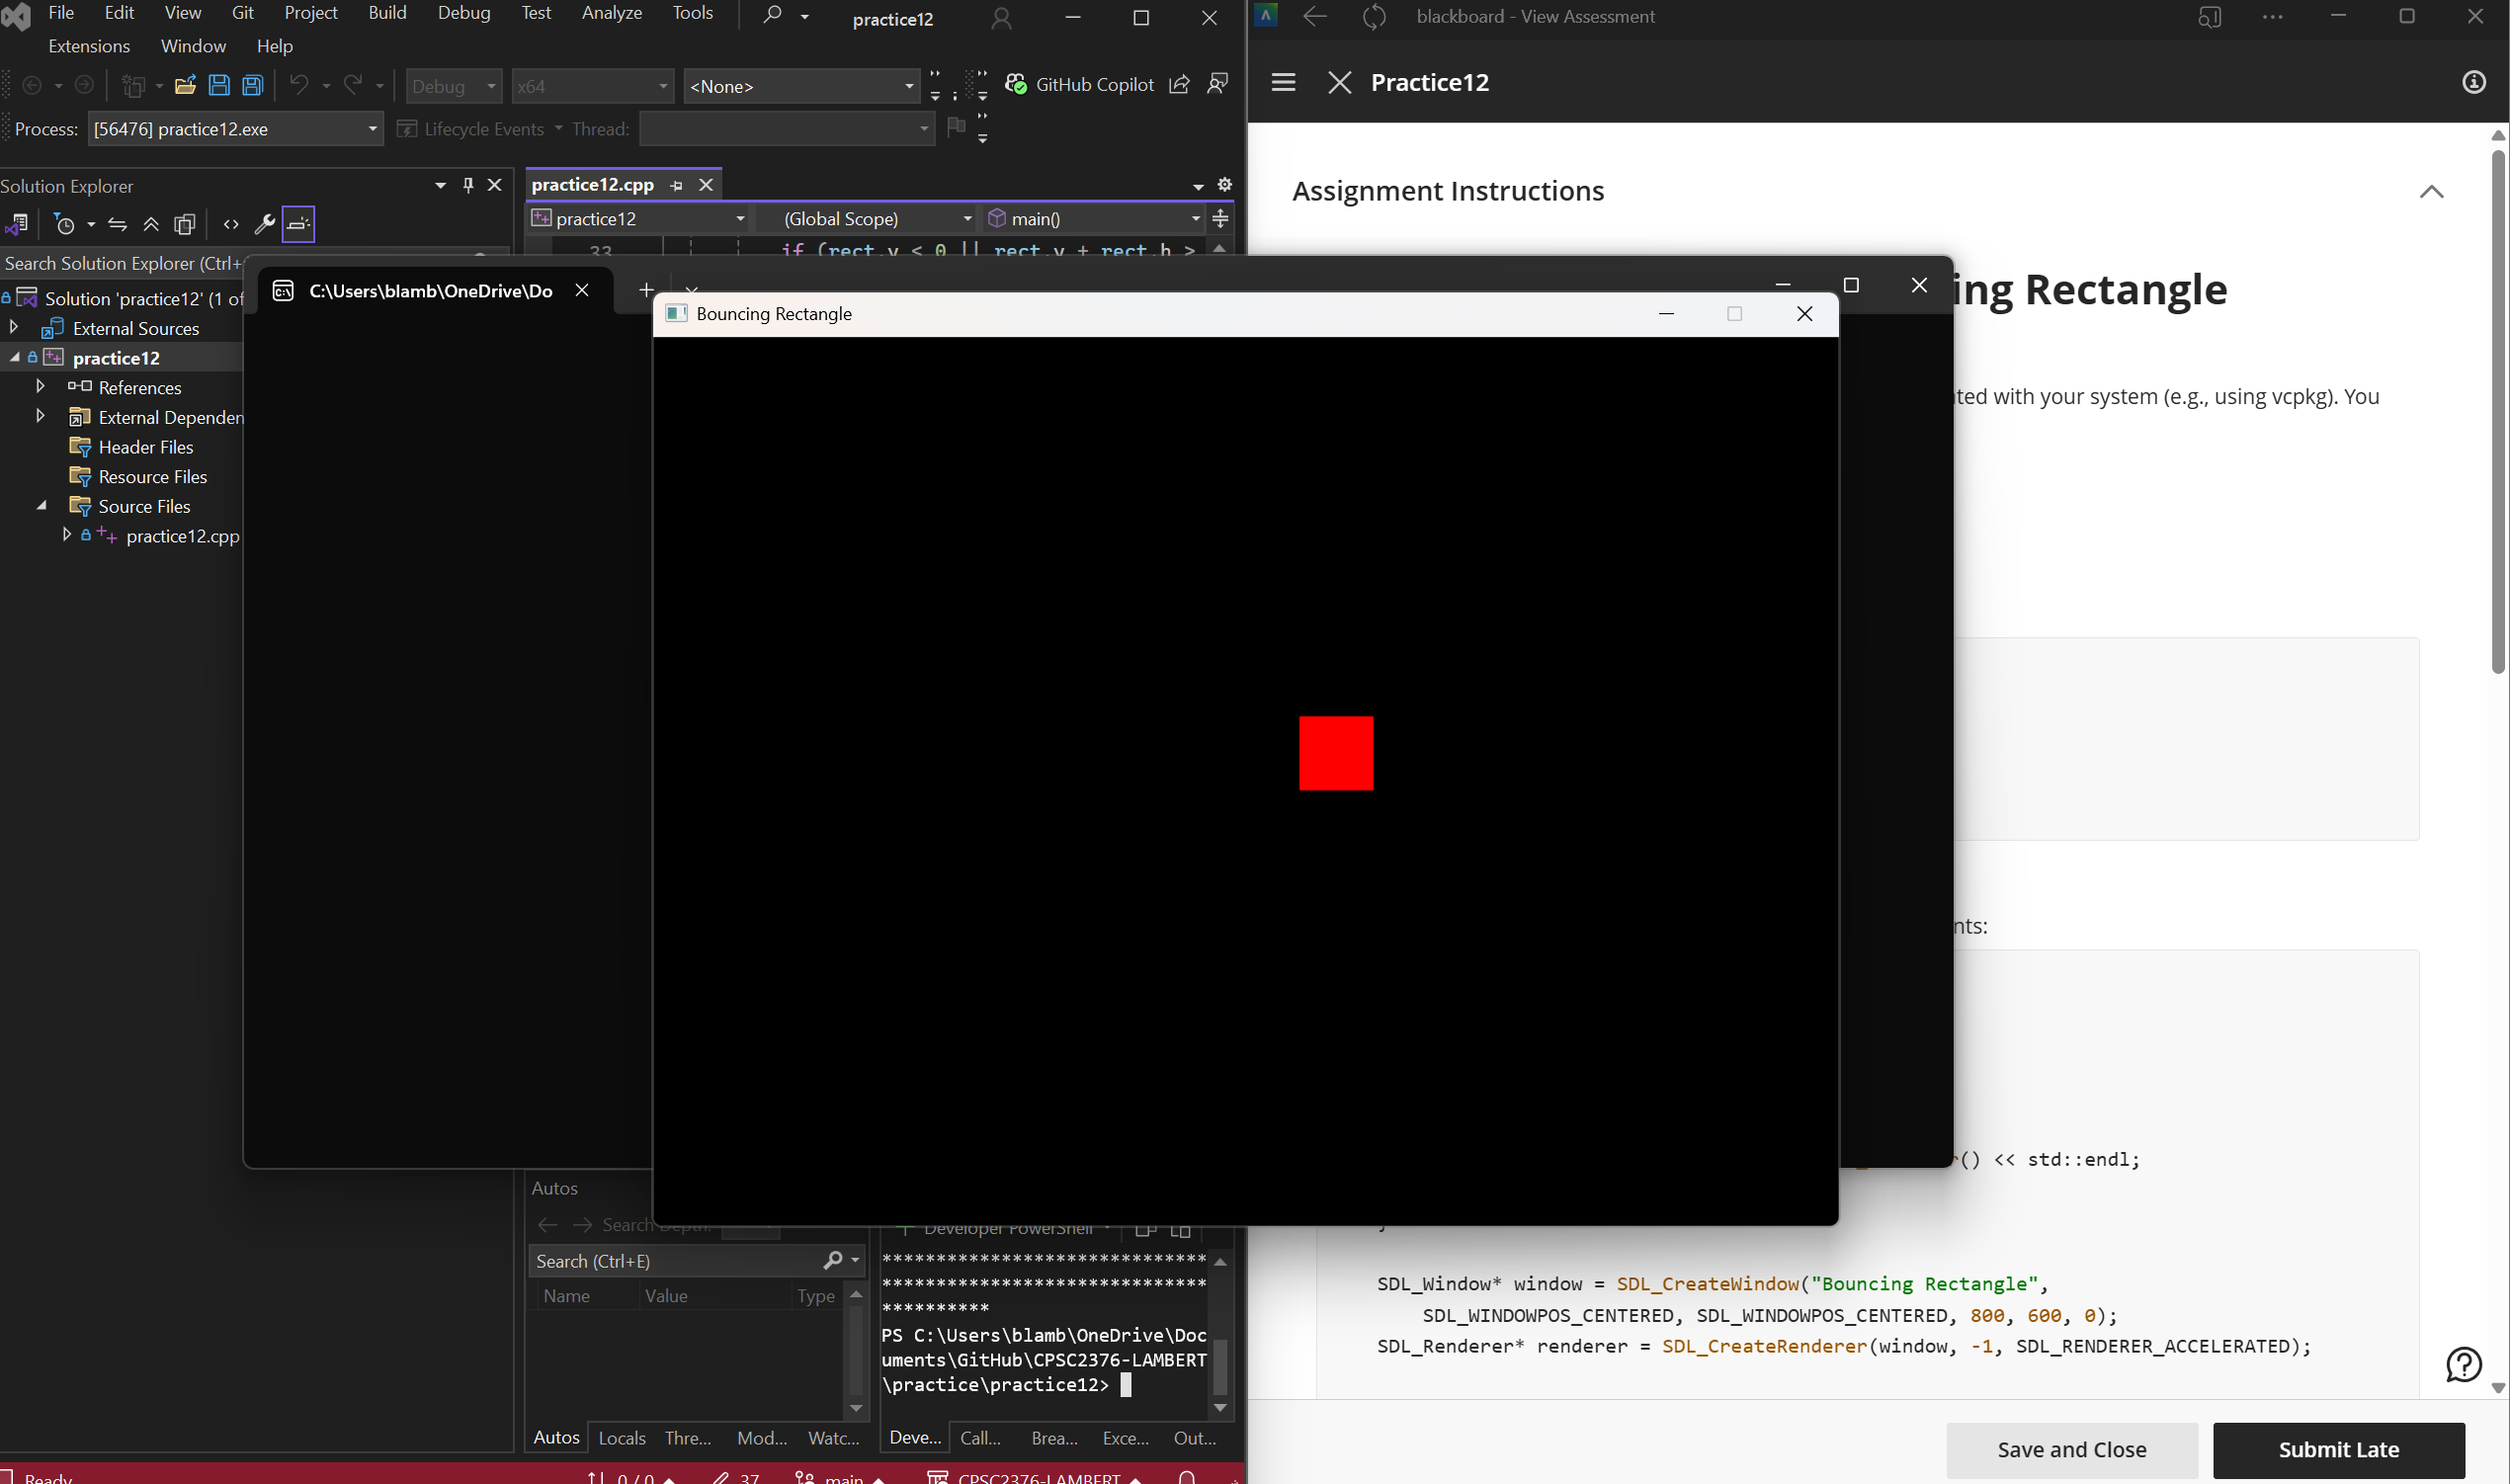 File Edit View Git Project Build Debug Test Analyze Tools practice12
Extensions Window Help
Debug x64 <None> GitHub Copilot
Process: [56476] practice12.exe Lifecycle Events Thread:
Solution Explorer
Search Solution Explorer (Ctrl+
Solution 'practice12' (1 of
External Sources
practice12
References
External Dependen
Header Files
Resource Files
Source Files
practice12.cpp
practice12.cpp
practice12 (Global Scope) main()
33 if (rect.y < 0 || rect.y + rect.h >
C:\Users\blamb\OneDrive\Do
Bouncing Rectangle
Autos
Search Depth:
Search (Ctrl+E)
Name Value Type
Autos Locals Thre... Mod... Watc...
Developer PowerShell
******************************
******************************
**********
PS C:\Users\blamb\OneDrive\Doc
uments\GitHub\CPSC2376-LAMBERT
\practice\practice12>
Deve... Call... Brea... Exce... Out...
Ready 0 / 0 37 main CPSC2376-LAMBERT
blackboard - View Assessment
Practice12
Assignment Instructions
ing Rectangle
ted with your system (e.g., using vcpkg). You
nts:
r() << std::endl;
SDL_Window* window = SDL_CreateWindow("Bouncing Rectangle",
SDL_WINDOWPOS_CENTERED, SDL_WINDOWPOS_CENTERED, 800, 600, 0);
SDL_Renderer* renderer = SDL_CreateRenderer(window, -1, SDL_RENDERER_ACCELERATED);
Save and Close Submit Late